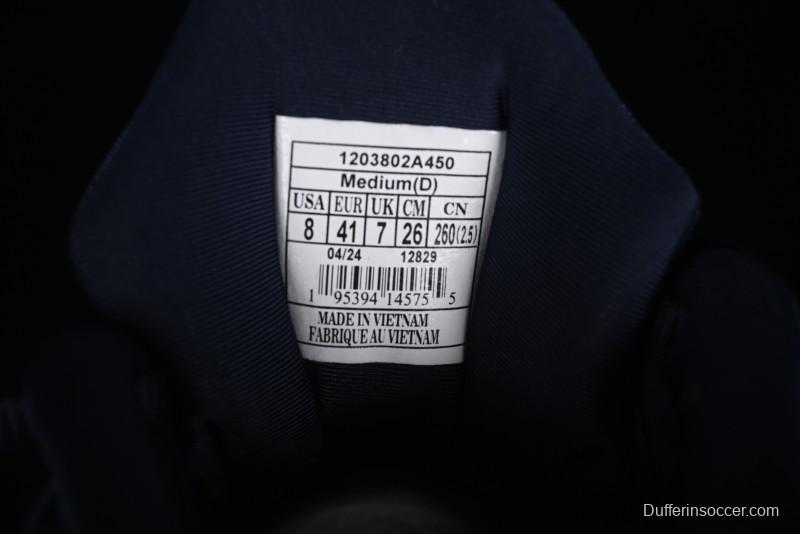 1203802A450
Medium(D)
USA EUR UK CM CN
8 41 7 26 260(2.5)
04/24 12829
1 95394 14575 5
MADE IN VIETNAM
FABRIQUE AU VIETNAM
Dufferinsoccer.com